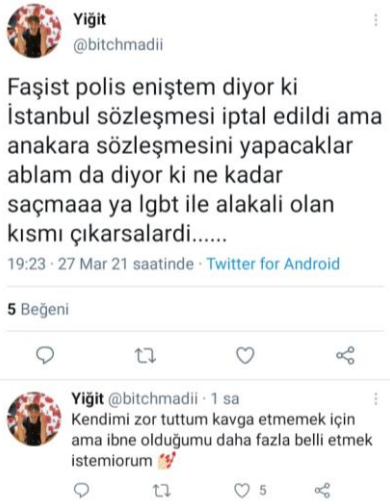 Yiğit
@bitchmadii
Faşist polis eniştem diyor ki
İstanbul sözleşmesi iptal edildi ama
anakara sözleşmesini yapacaklar
ablam da diyor ki ne kadar
saçmaaa ya lgbt ile alakali olan
kısmı çıkarsalardi......
19:23 · 27 Mar 21 saatinde · Twitter for Android
5 Beğeni
Yiğit @bitchmadii · 1 sa
Kendimi zor tuttum kavga etmemek için
ama ibne olduğumu daha fazla belli etmek
istemiorum 💅🏻
5